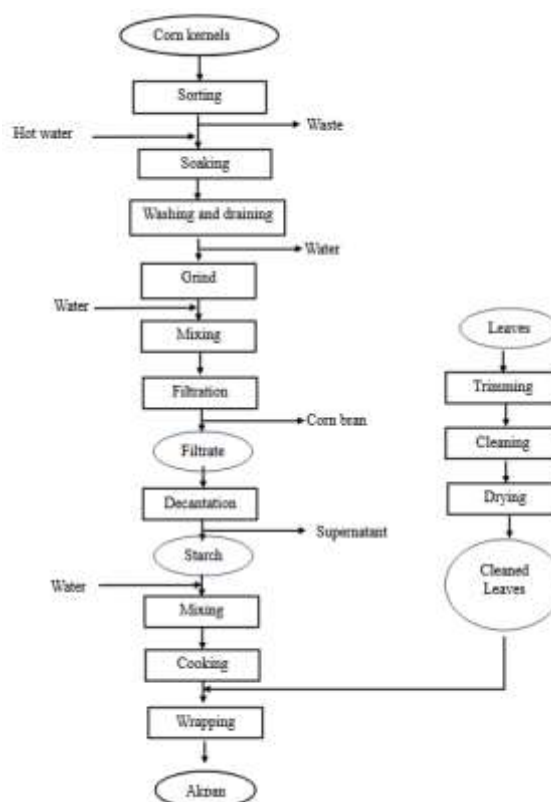 Corn kernels
Sorting
Waste
Hot water
Soaking
Washing and draining
Water
Grind
Water
Mixing
Filtration
Corn bran
Filtrate
Decantation
Supernatant
Starch
Water
Mixing
Cooking
Wrapping
Akpan
Leaves
Trimming
Cleaning
Drying
Cleaned
Leaves